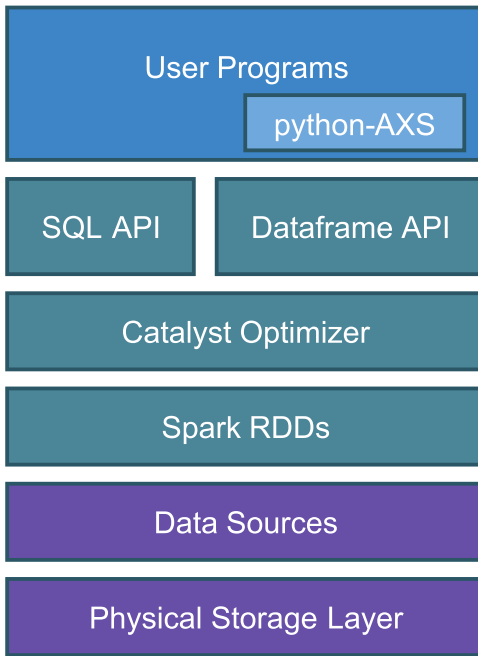 User Programs
python-AXS
SQL API
Dataframe API
Catalyst Optimizer
Spark RDDs
Data Sources
Physical Storage Layer